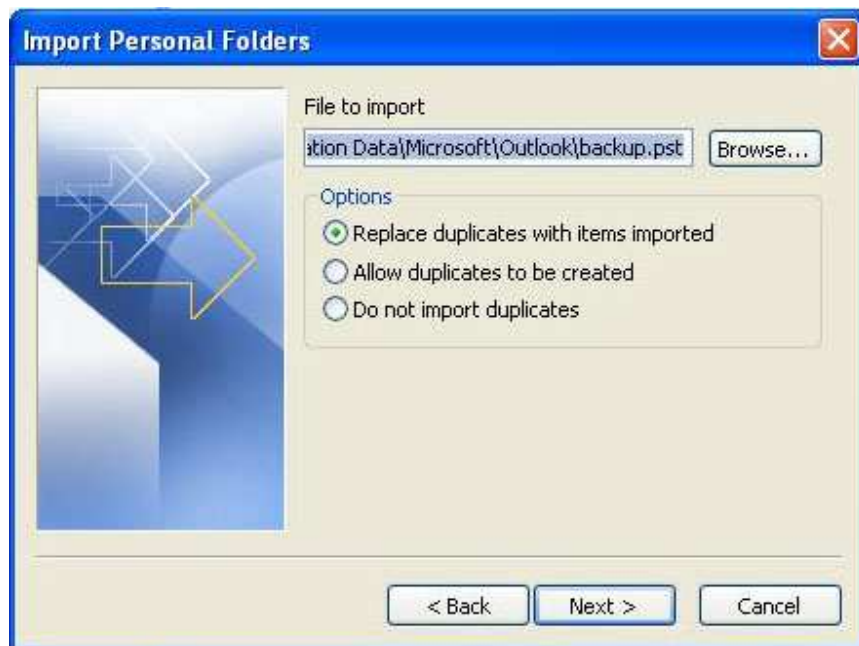 Import Personal Folders
File to import
ation Data\Microsoft\Outlook\backup.pst
Browse...
Options
Replace duplicates with items imported
Allow duplicates to be created
Do not import duplicates
< Back
Next >
Cancel